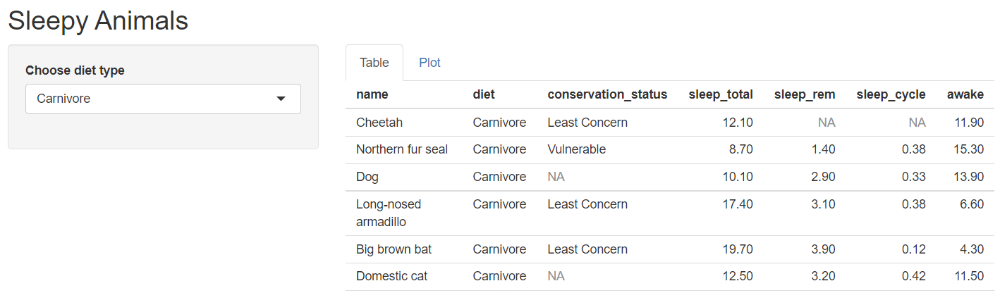 Sleepy Animals
Choose diet type
Carnivore
Table Plot
name diet conservation_status sleep_total sleep_rem sleep_cycle awake
Cheetah Carnivore Least Concern 12.10 NA NA 11.90
Northern fur seal Carnivore Vulnerable 8.70 1.40 0.38 15.30
Dog Carnivore NA 10.10 2.90 0.33 13.90
Long-nosed Carnivore Least Concern 17.40 3.10 0.38 6.60
armadillo
Big brown bat Carnivore Least Concern 19.70 3.90 0.12 4.30
Domestic cat Carnivore NA 12.50 3.20 0.42 11.50